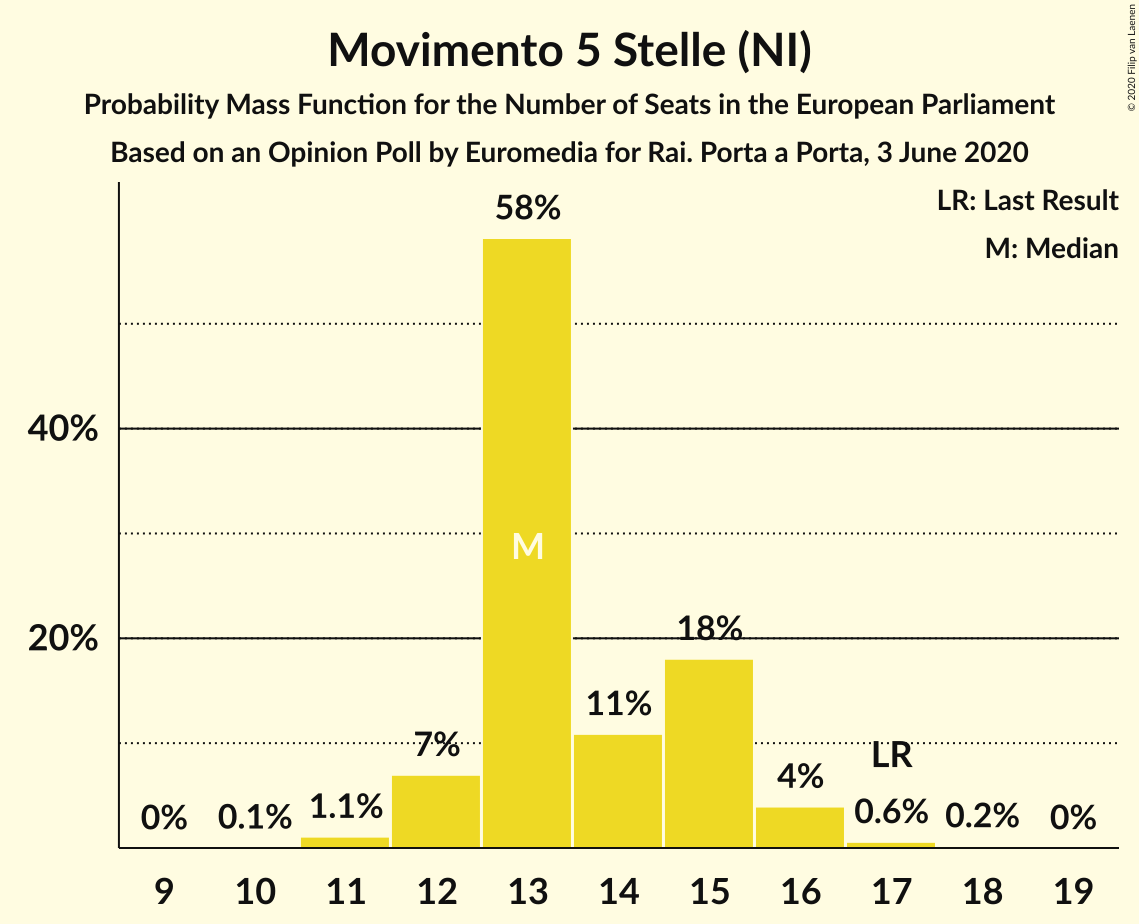 © 2020 Filip van Laenen
Movimento 5 Stelle (NI)
Probability Mass Function for the Number of Seats in the European Parliament
Based on an Opinion Poll by Euromedia for Rai. Porta a Porta, 3 June 2020
LR: Last Result
M: Median
58%
40%
M
20%
18%
11%
7%
LR
4%
0%
0.1%
1.1%
0.6%
0.2%
0%
9 10 11 12 13 14 15 16 17 18 19